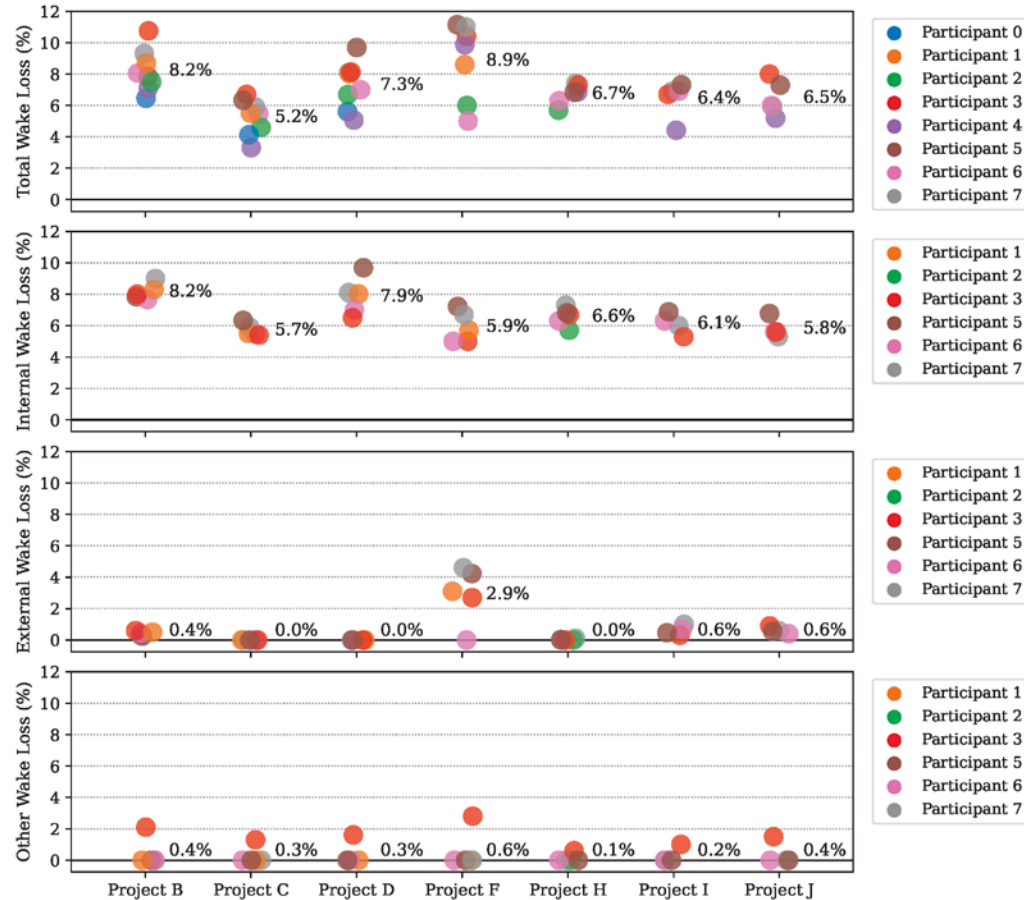 Total Wake Loss (%)
12
10
8
6
4
2
0
8.2%
5.2%
7.3%
8.9%
6.7%
6.4%
6.5%
Participant 0
Participant 1
Participant 2
Participant 3
Participant 4
Participant 5
Participant 6
Participant 7
Internal Wake Loss (%)
12
10
8
6
4
2
0
8.2%
5.7%
7.9%
5.9%
6.6%
6.1%
5.8%
Participant 1
Participant 2
Participant 3
Participant 5
Participant 6
Participant 7
External Wake Loss (%)
12
10
8
6
4
2
0
0.4%
0.0%
0.0%
2.9%
0.0%
0.6%
0.6%
Participant 1
Participant 2
Participant 3
Participant 5
Participant 6
Participant 7
Other Wake Loss (%)
12
10
8
6
4
2
0
0.4%
0.3%
0.3%
0.6%
0.1%
0.2%
0.4%
Participant 1
Participant 2
Participant 3
Participant 5
Participant 6
Participant 7
Project B
Project C
Project D
Project F
Project H
Project I
Project J